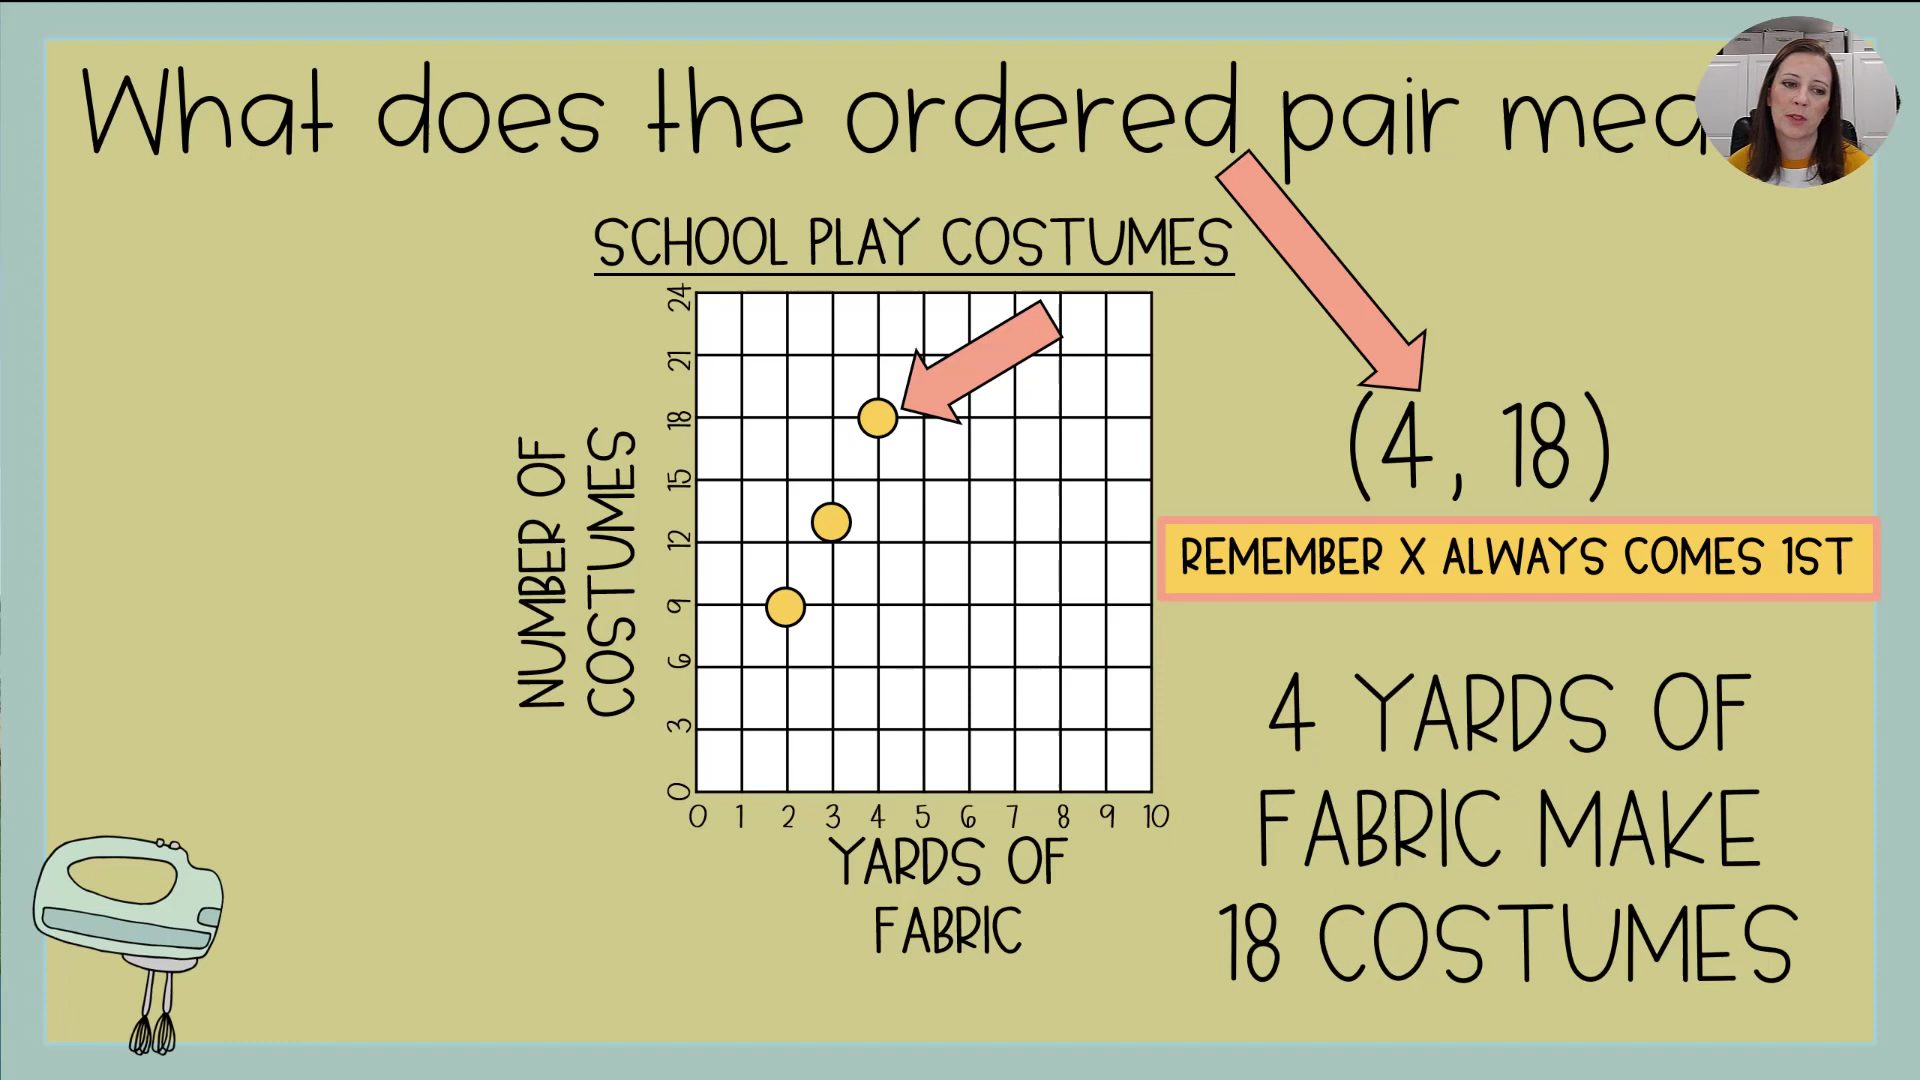 What does the ordered pair mea
SCHOOL PLAY COSTUMES
24
21
18
15
12
9
6
3
0
NUMBER OF
COSTUMES
0 1 2 3 4 5 6 7 8 9 10
YARDS OF
FABRIC
(4, 18)
REMEMBER X ALWAYS COMES 1ST
4 YARDS OF
FABRIC MAKE
18 COSTUMES